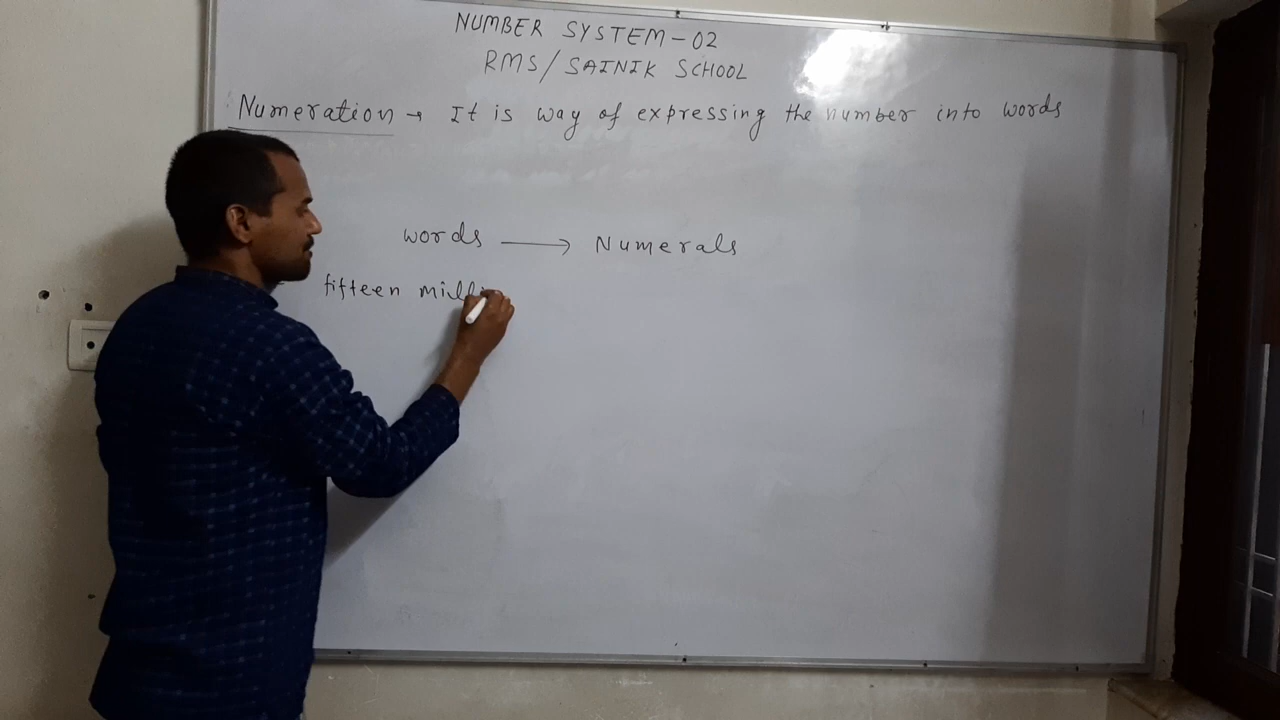 NUMBER SYSTEM-02
RMS/SAINIK SCHOOL
Numeration → It is way of expressing the number into words
words → Numerals
fifteen milli